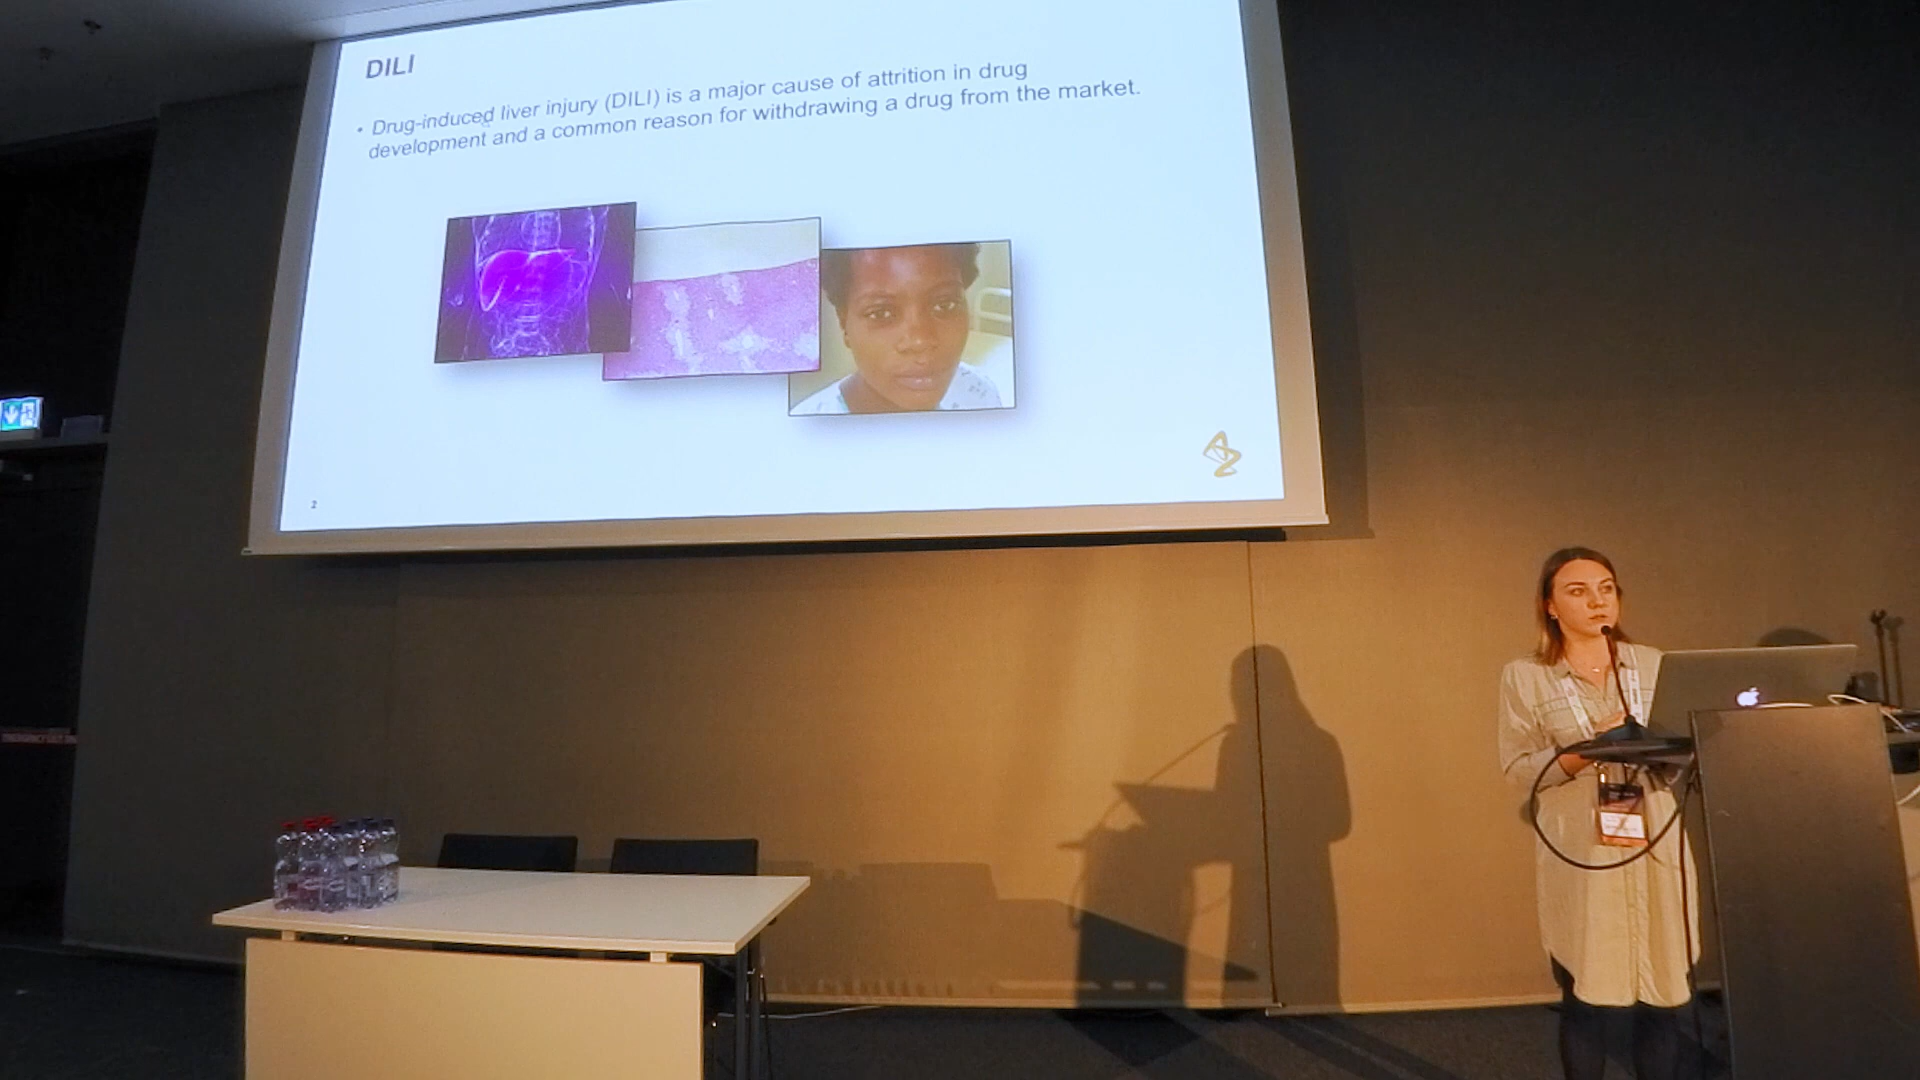 DILI
• Drug-induced liver injury (DILI) is a major cause of attrition in drug
development and a common reason for withdrawing a drug from the market.
2